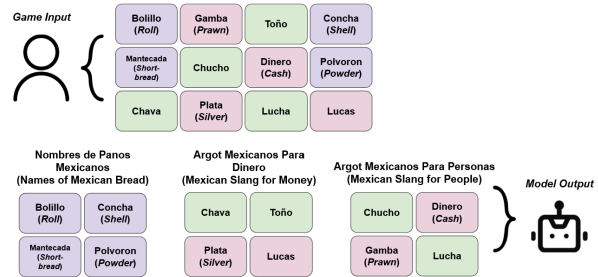 Game Input
Bolillo
(Roll)
Gamba
(Prawn)
Toño
Concha
(Shell)
Mantecada
(Short-
bread)
Chucho
Dinero
(Cash)
Polvoron
(Powder)
Chava
Plata
(Silver)
Lucha
Lucas
Nombres de Panos
Mexicanos
(Names of Mexican Bread)
Bolillo
(Roll)
Concha
(Shell)
Mantecada
(Short-
bread)
Polvoron
(Powder)
Argot Mexicanos Para
Dinero
(Mexican Slang for Money)
Chava
Toño
Plata
(Silver)
Lucas
Argot Mexicanos Para Personas
(Mexican Slang for People)
Chucho
Dinero
(Cash)
Gamba
(Prawn)
Lucha
Model Output